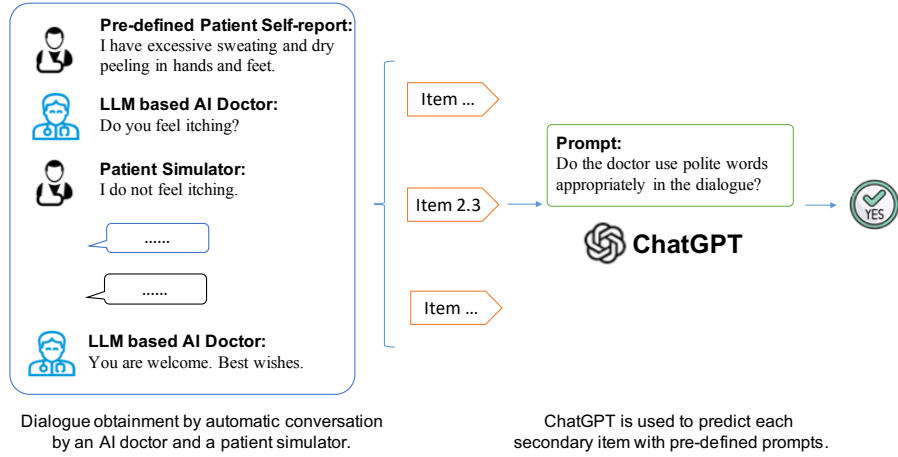 Pre-defined Patient Self-report:
I have excessive sweating and dry
peeling in hands and feet.
LLM based AI Doctor:
Do you feel itching?
Patient Simulator:
I do not feel itching.
......
......
LLM based AI Doctor:
You are welcome. Best wishes.
Item ...
Item 2.3
Item ...
Prompt:
Do the doctor use polite words
appropriately in the dialogue?
ChatGPT
YES
Dialogue obtainment by automatic conversation
by an AI doctor and a patient simulator.
ChatGPT is used to predict each
secondary item with pre-defined prompts.